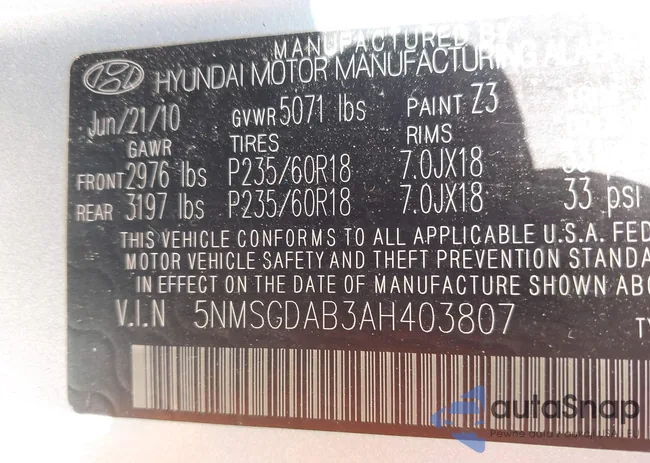 MANUFACTURED BY
HYUNDAI MOTOR MANUFACTURING
Jun/21/10 GVWR 5071 lbs PAINT Z3
GAWR TIRES RIMS
FRONT 2976 lbs P235/60R18 7.0JX18
REAR 3197 lbs P235/60R18 7.0JX18 33 psi
THIS VEHICLE CONFORMS TO ALL APPLICABLE U.S.A. FED
MOTOR VEHICLE SAFETY AND THEFT PREVENTION STANDA
IN EFFECT ON THE DATE OF MANUFACTURE SHOWN ABO
V.I.N 5NMSGDAB3AH403807
autoSnap